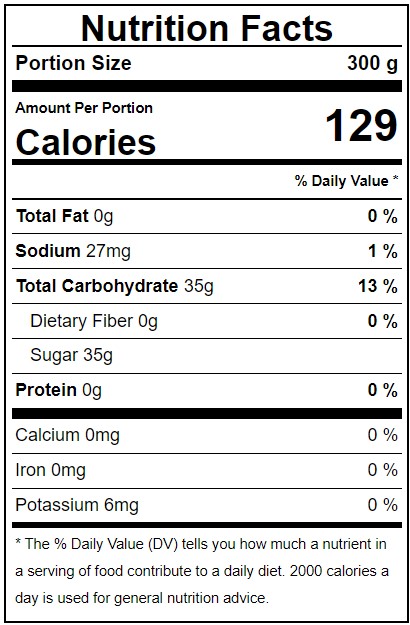 Nutrition Facts
Portion Size 300 g
Amount Per Portion
Calories 129
% Daily Value *
Total Fat 0g 0 %
Sodium 27mg 1 %
Total Carbohydrate 35g 13 %
Dietary Fiber 0g 0 %
Sugar 35g
Protein 0g 0 %
Calcium 0mg 0 %
Iron 0mg 0 %
Potassium 6mg 0 %
* The % Daily Value (DV) tells you how much a nutrient in
a serving of food contribute to a daily diet. 2000 calories a
day is used for general nutrition advice.